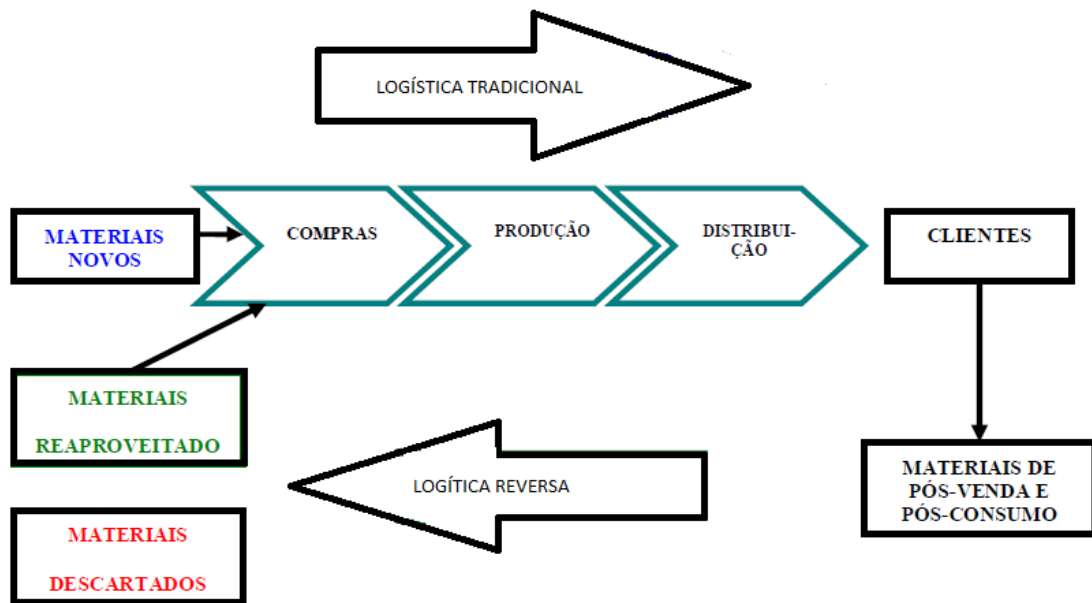 LOGÍSTICA TRADICIONAL
MATERIAIS
NOVOS
COMPRAS
PRODUÇÃO
DISTRIBUI-
ÇÃO
CLIENTES
MATERIAIS
REAPROVEITADO
LOGÍTICA REVERSA
MATERIAIS DE
PÓS-VENDA E
PÓS-CONSUMO
MATERIAIS
DESCARTADOS